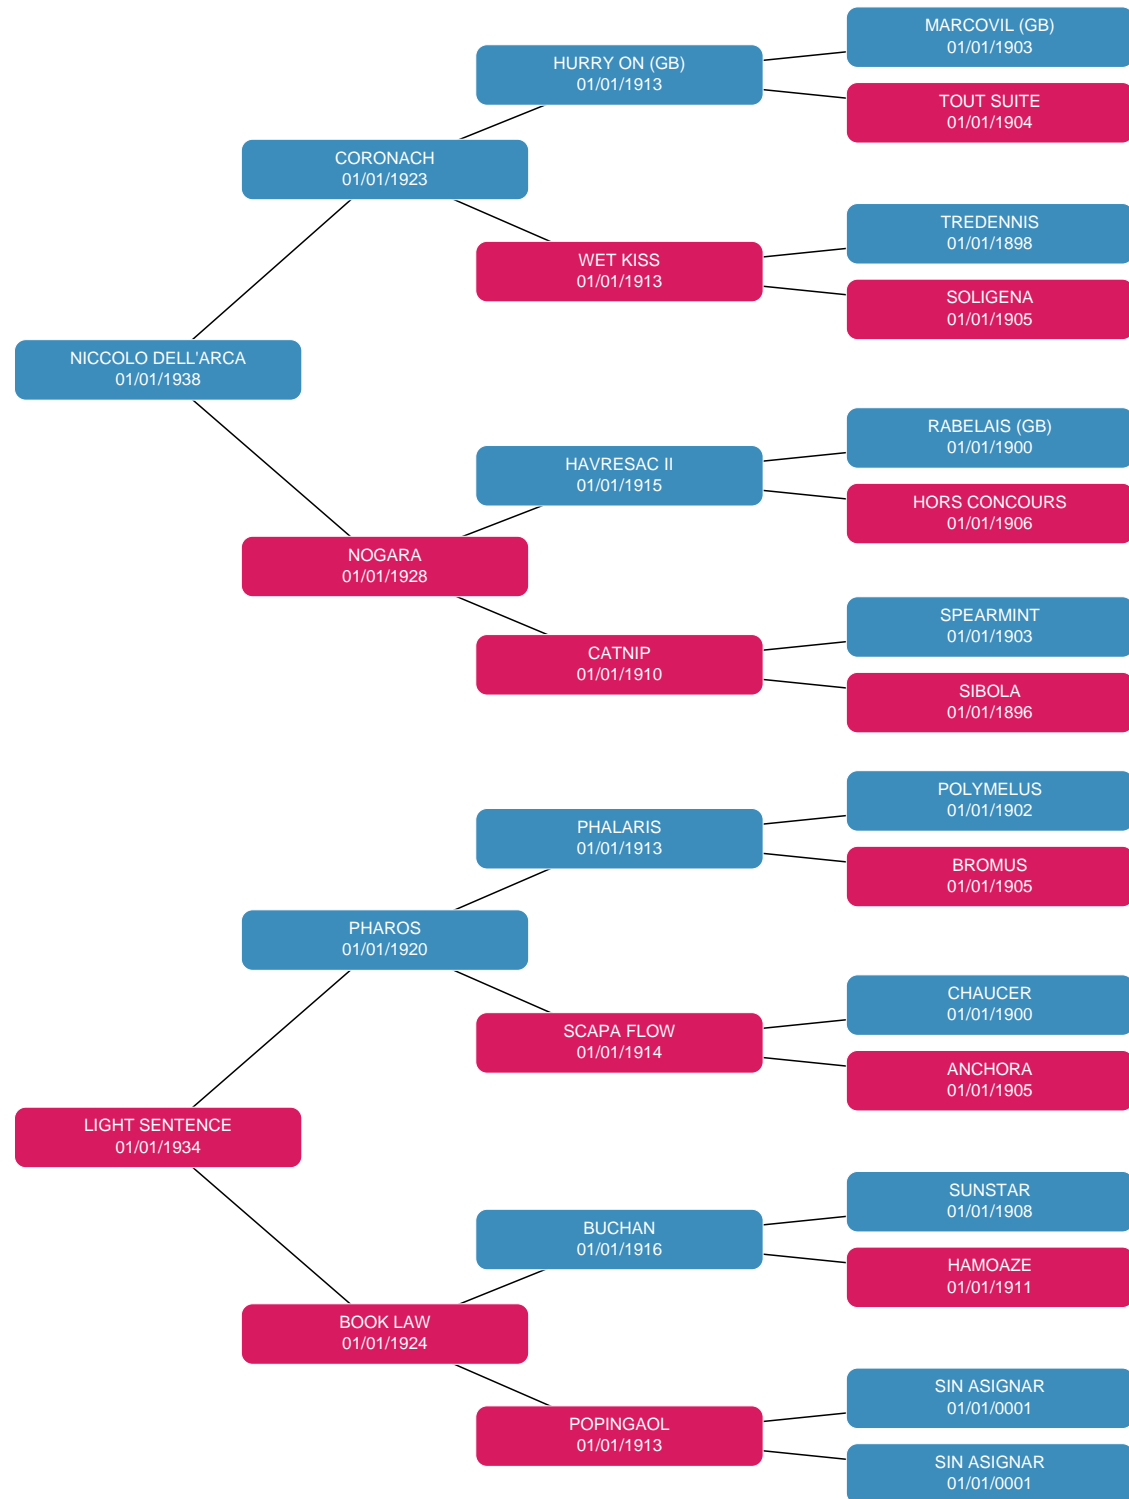 MARCOVIL (GB)
01/01/1903
HURRY ON (GB)
01/01/1913
TOUT SUITE
01/01/1904
CORONACH
01/01/1923
TREDENNIS
01/01/1898
WET KISS
01/01/1913
SOLIGENA
01/01/1905
NICCOLO DELL'ARCA
01/01/1938
RABELAIS (GB)
01/01/1900
HAVRESAC II
01/01/1915
HORS CONCOURS
01/01/1906
NOGARA
01/01/1928
SPEARMINT
01/01/1903
CATNIP
01/01/1910
SIBOLA
01/01/1896
POLYMELUS
01/01/1902
PHALARIS
01/01/1913
BROMUS
01/01/1905
PHAROS
01/01/1920
CHAUCER
01/01/1900
SCAPA FLOW
01/01/1914
ANCHORA
01/01/1905
LIGHT SENTENCE
01/01/1934
SUNSTAR
01/01/1908
BUCHAN
01/01/1916
HAMOAZE
01/01/1911
BOOK LAW
01/01/1924
SIN ASIGNAR
01/01/0001
POPINGAOL
01/01/1913
SIN ASIGNAR
01/01/0001